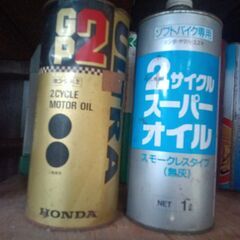 GP2
ULTRA
2CYCLE
MOTOR OIL
HONDA
ソフトバイク専用
2サイクル
スーパー
オイル
スモークレスタイプ
(無灰)
NET 1ℓ